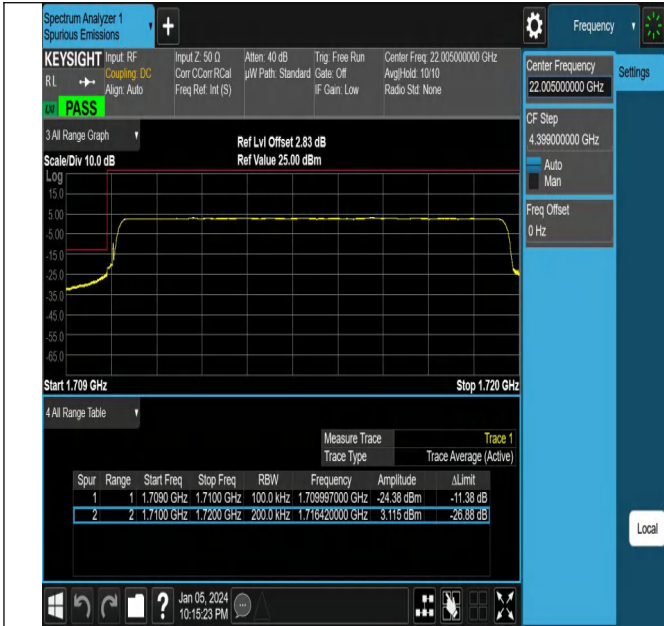 Spectrum Analyzer 1
Spurious Emissions
Frequency
KEYSIGHT
RL
Input: RF
Coupling: DC
Align: Auto
Input Z: 50 Ω
Corr CCorr RCal
Freq Ref: Int (S)
Atten: 40 dB
µW Path: Standard
Trig: Free Run
Gate: Off
IF Gain: Low
Center Freq: 22.005000000 GHz
Avg|Hold: 10/10
Radio Std: None
PASS
Center Frequency
22.005000000 GHz
Settings
CF Step
4.399000000 GHz
Auto
Man
Freq Offset
0 Hz
3 All Range Graph
Ref Lvl Offset 2.83 dB
Scale/Div 10.0 dB
Ref Value 25.00 dBm
Log
15.0
5.00
-5.00
-15.0
-25.0
-35.0
-45.0
-55.0
-65.0
Start 1.709 GHz
Stop 1.720 GHz
4 All Range Table
Measure Trace Trace 1
Trace Type Trace Average (Active)
Spur Range Start Freq Stop Freq RBW Frequency Amplitude ΔLimit
1 1 1.7090 GHz 1.7100 GHz 100.0 kHz 1.709997000 GHz -24.38 dBm -11.38 dB
2 2 1.7100 GHz 1.7200 GHz 200.0 kHz 1.716420000 GHz 3.115 dBm -26.88 dB
Local
Jan 05, 2024
10:15:23 PM